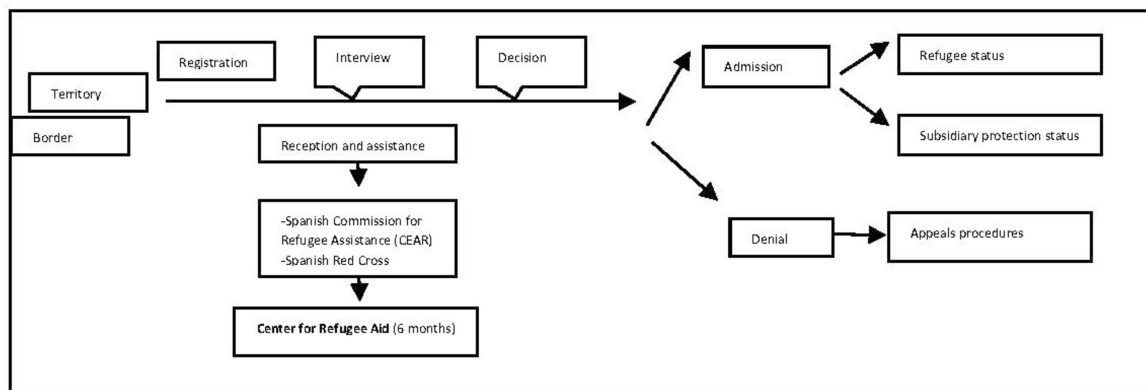 Registration
Interview
Decision
Territory
Border
Admission
Refugee status
Subsidiary protection status
Reception and assistance
-Spanish Commission for
Refugee Assistance (CEAR)
-Spanish Red Cross
Center for Refugee Aid (6 months)
Denial
Appeals procedures